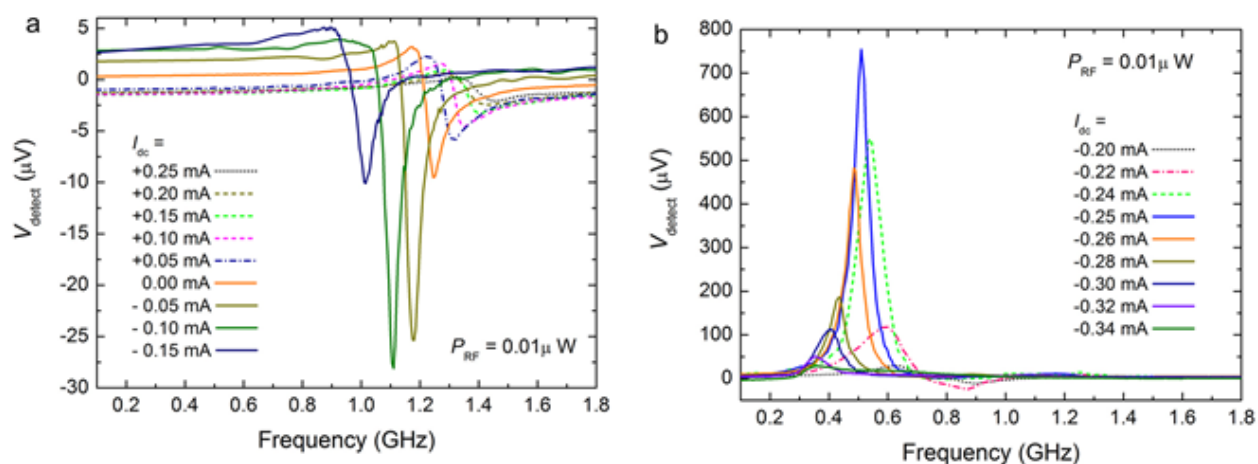 a
5
0
-5
-10
-15
-20
-25
-30
V detect (μV)
I dc =
+0.25 mA
+0.20 mA
+0.15 mA
+0.10 mA
+0.05 mA
0.00 mA
- 0.05 mA
- 0.10 mA
- 0.15 mA
P RF = 0.01μ W
0.2 0.4 0.6 0.8 1.0 1.2 1.4 1.6 1.8
Frequency (GHz)
b
800
700
600
500
400
300
200
100
0
V detect (μV)
P RF = 0.01μ W
I dc =
-0.20 mA
-0.22 mA
-0.24 mA
-0.25 mA
-0.26 mA
-0.28 mA
-0.30 mA
-0.32 mA
-0.34 mA
0.2 0.4 0.6 0.8 1.0 1.2 1.4 1.6 1.8
Frequency (GHz)